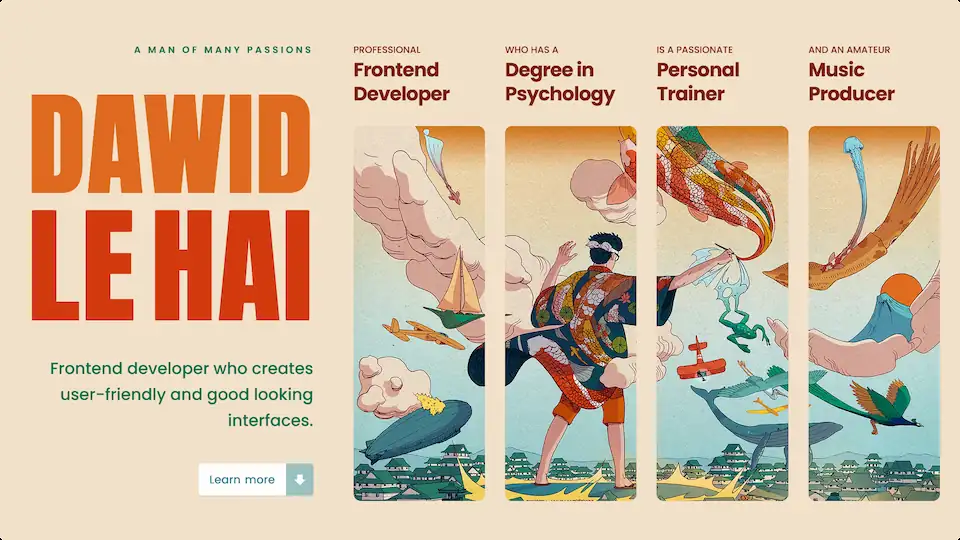 A MAN OF MANY PASSIONS
DAWID
LE HAI
Frontend developer who creates
user-friendly and good looking
interfaces.
Learn more
PROFESSIONAL
Frontend
Developer
WHO HAS A
Degree in
Psychology
IS A PASSIONATE
Personal
Trainer
AND AN AMATEUR
Music
Producer